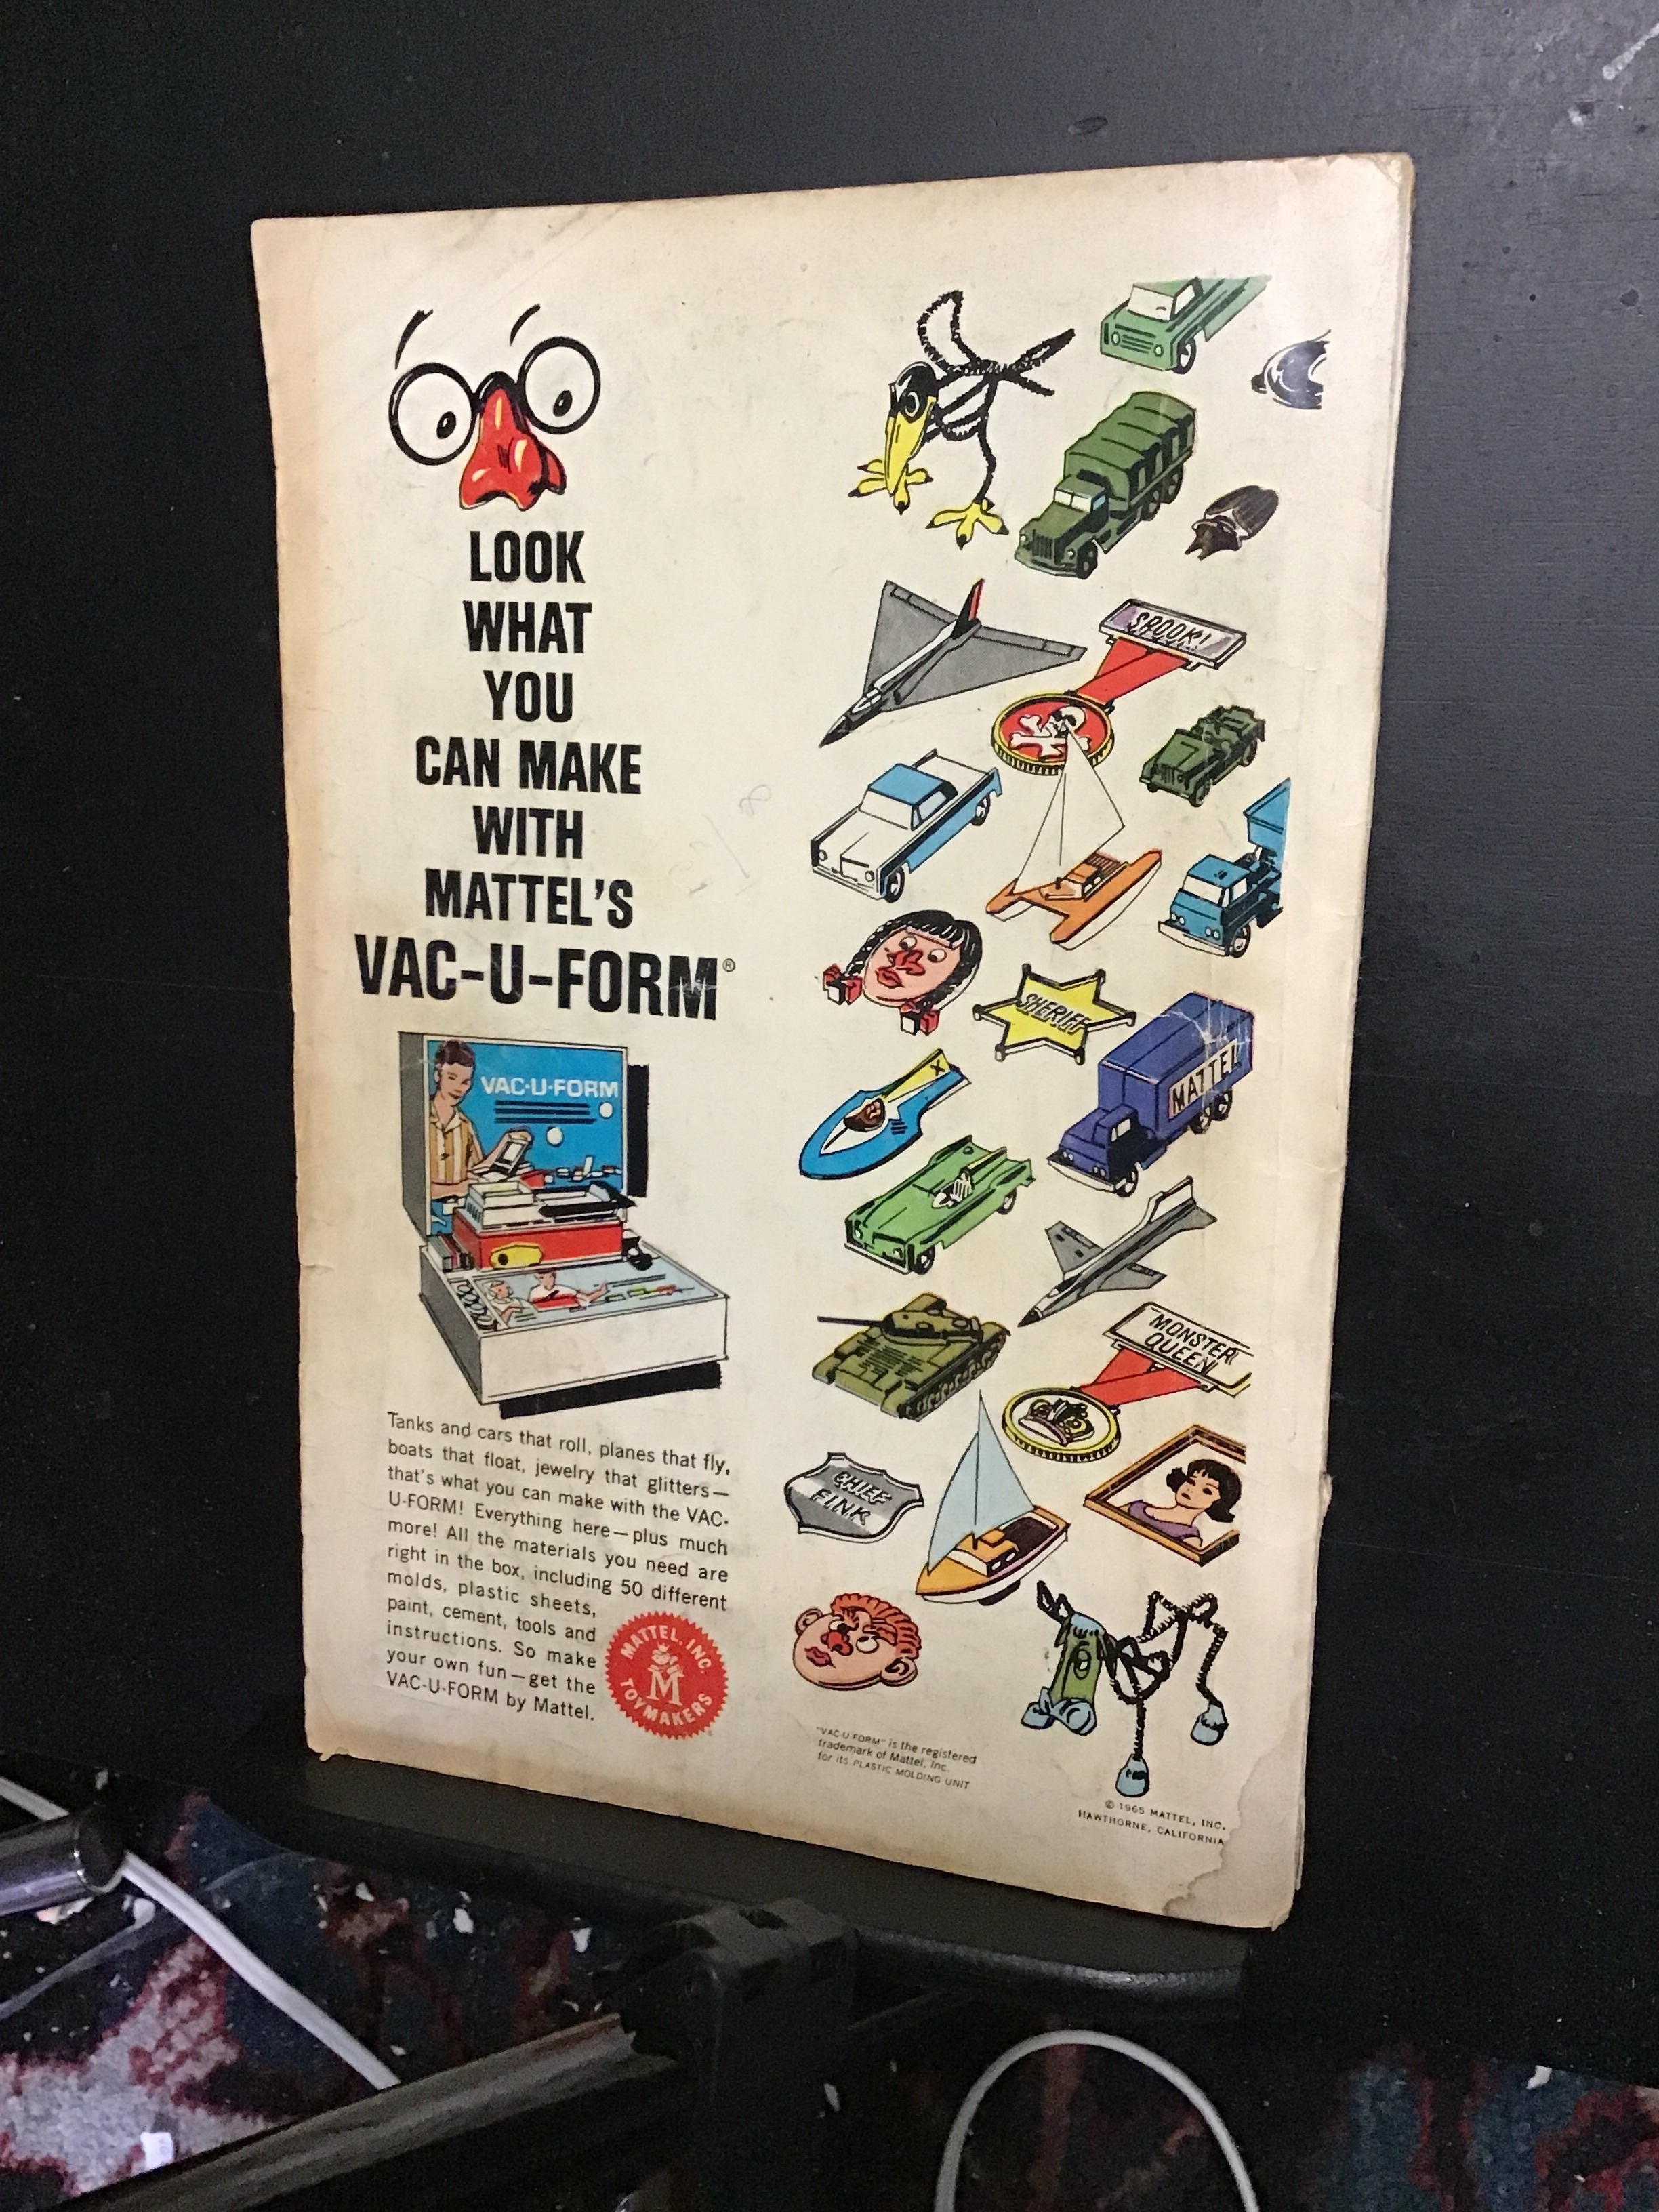 LOOK
WHAT
YOU
CAN MAKE
WITH
MATTEL'S
VAC-U-FORM®
VAC-U-FORM
Tanks and cars that roll, planes that fly,
boats that float, jewelry that glitters—
that's what you can make with the VAC-
U-FORM! Everything here—plus much
more! All the materials you need are
right in the box, including 50 different
molds, plastic sheets,
paint, cement, tools and
instructions. So make
your own fun—get the
VAC-U-FORM by Mattel.
MATTEL, INC.
M
TOYMAKERS
SPOOK!
SHERIFF
X
MATTEL
MONSTER
QUEEN
CHIEF
FINK
"VAC-U-FORM" is the registered
trademark of Mattel, Inc.
for its PLASTIC MOLDING UNIT
© 1965 MATTEL, INC.
HAWTHORNE, CALIFORNIA